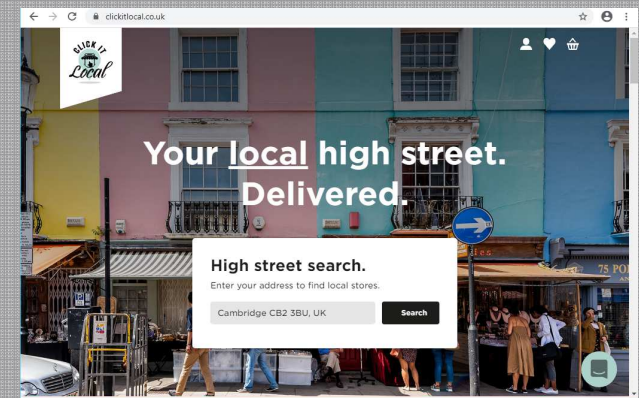 clickitlocal.co.uk
CLICK IT
Local
Your local high street.
Delivered.
High street search.
Enter your address to find local stores.
Cambridge CB2 3BU, UK
Search
75 PO